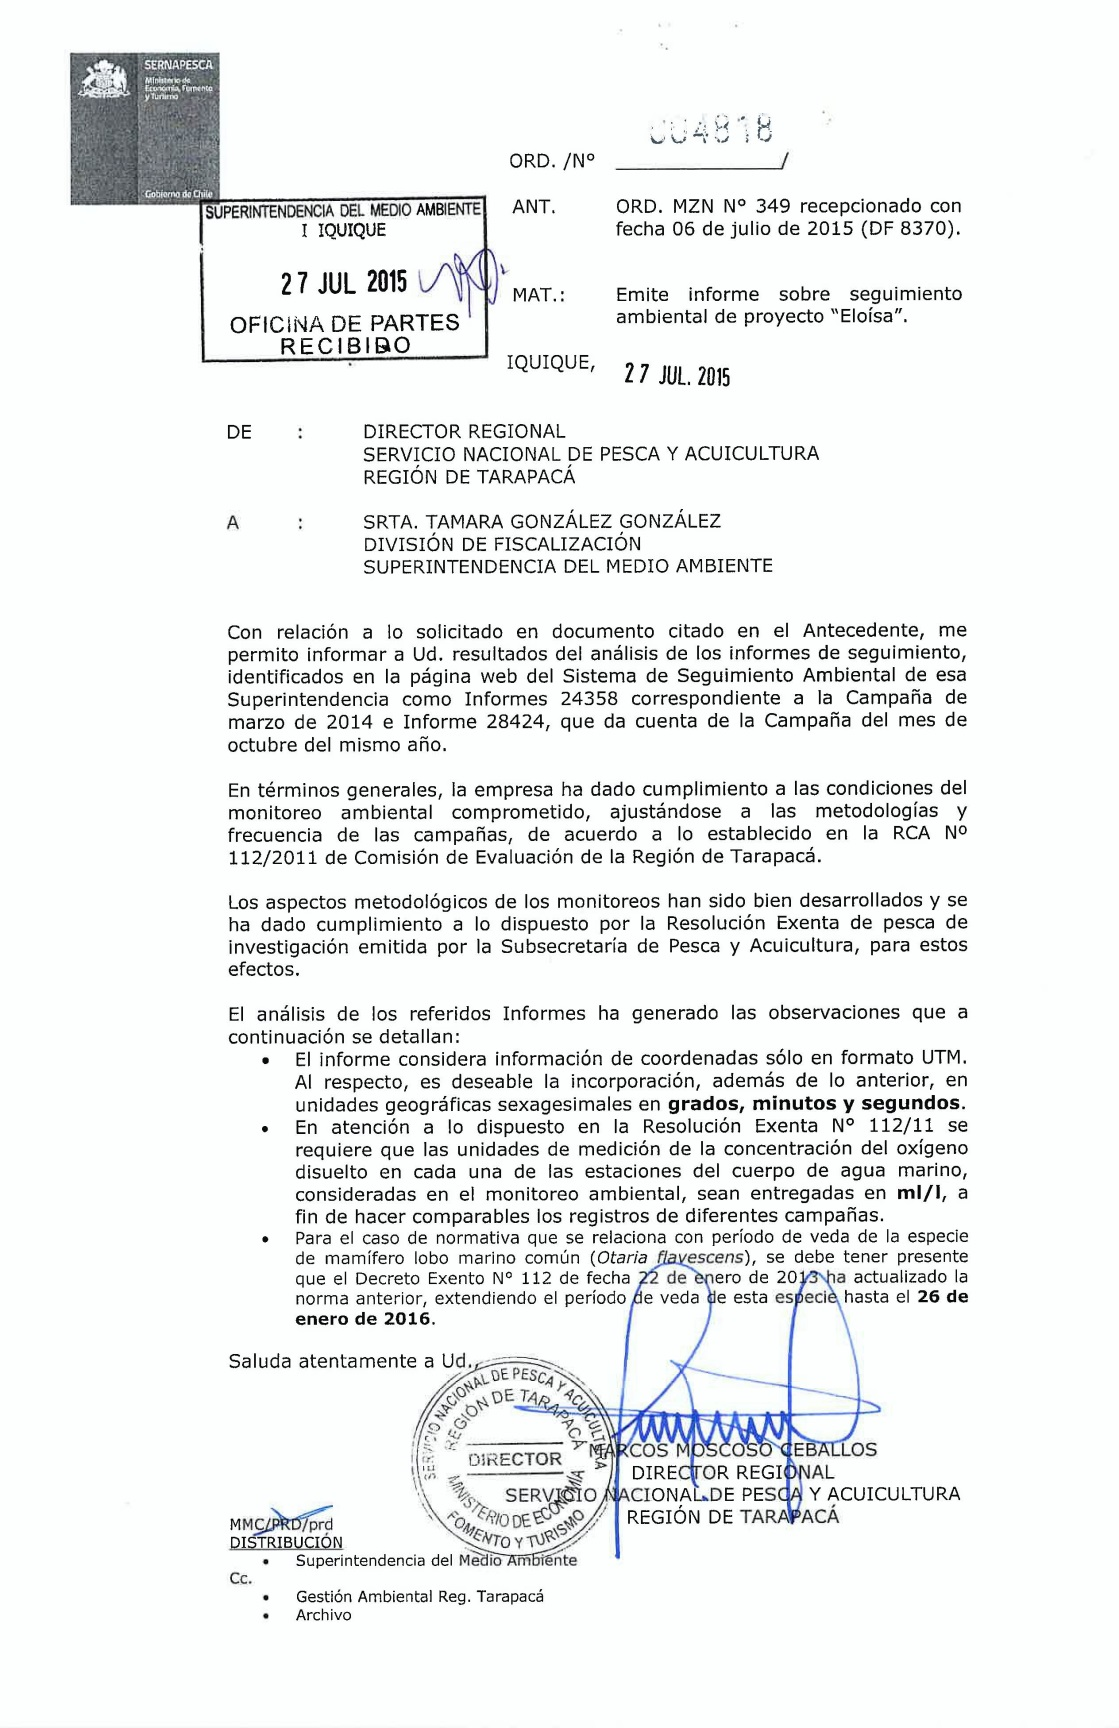 SERNAPESCA
Ministerio de
Economía, Fomento
y Turismo
Gobierno de Chile
004818
ORD. /Nº ____________/
SUPERINTENDENCIA DEL MEDIO AMBIENTE
I IQUIQUE
27 JUL 2015
OFICINA DE PARTES
RECIBIDO
ANT. ORD. MZN Nº 349 recepcionado con
fecha 06 de julio de 2015 (DF 8370).
MAT.: Emite informe sobre seguimiento
ambiental de proyecto "Eloísa".
IQUIQUE, 27 JUL. 2015
DE : DIRECTOR REGIONAL
SERVICIO NACIONAL DE PESCA Y ACUICULTURA
REGIÓN DE TARAPACÁ
A : SRTA. TAMARA GONZÁLEZ GONZÁLEZ
DIVISIÓN DE FISCALIZACIÓN
SUPERINTENDENCIA DEL MEDIO AMBIENTE
Con relación a lo solicitado en documento citado en el Antecedente, me
permito informar a Ud. resultados del análisis de los informes de seguimiento,
identificados en la página web del Sistema de Seguimiento Ambiental de esa
Superintendencia como Informes 24358 correspondiente a la Campaña de
marzo de 2014 e Informe 28424, que da cuenta de la Campaña del mes de
octubre del mismo año.
En términos generales, la empresa ha dado cumplimiento a las condiciones del
monitoreo ambiental comprometido, ajustándose a las metodologías y
frecuencia de las campañas, de acuerdo a lo establecido en la RCA Nº
112/2011 de Comisión de Evaluación de la Región de Tarapacá.
Los aspectos metodológicos de los monitoreos han sido bien desarrollados y se
ha dado cumplimiento a lo dispuesto por la Resolución Exenta de pesca de
investigación emitida por la Subsecretaría de Pesca y Acuicultura, para estos
efectos.
El análisis de los referidos Informes ha generado las observaciones que a
continuación se detallan:
• El informe considera información de coordenadas sólo en formato UTM.
Al respecto, es deseable la incorporación, además de lo anterior, en
unidades geográficas sexagesimales en grados, minutos y segundos.
• En atención a lo dispuesto en la Resolución Exenta Nº 112/11 se
requiere que las unidades de medición de la concentración del oxígeno
disuelto en cada una de las estaciones del cuerpo de agua marino,
consideradas en el monitoreo ambiental, sean entregadas en ml/l, a
fin de hacer comparables los registros de diferentes campañas.
• Para el caso de normativa que se relaciona con período de veda de la especie
de mamífero lobo marino común (Otaria flavescens), se debe tener presente
que el Decreto Exento Nº 112 de fecha 22 de enero de 2013 ha actualizado la
norma anterior, extendiendo el período de veda de esta especie hasta el 26 de
enero de 2016.
Saluda atentamente a Ud.,
SERVICIO NACIONAL DE PESCA Y ACUICULTURA
REGIÓN DE TARAPACÁ
DIRECTOR
MINISTERIO DE ECONOMÍA
FOMENTO Y TURISMO
MARCOS MOSCOSO CEBALLOS
DIRECTOR REGIONAL
SERVICIO NACIONAL DE PESCA Y ACUICULTURA
REGIÓN DE TARAPACÁ
MMC/PRD/prd
DISTRIBUCIÓN
• Superintendencia del Medio Ambiente
Cc.
• Gestión Ambiental Reg. Tarapacá
• Archivo